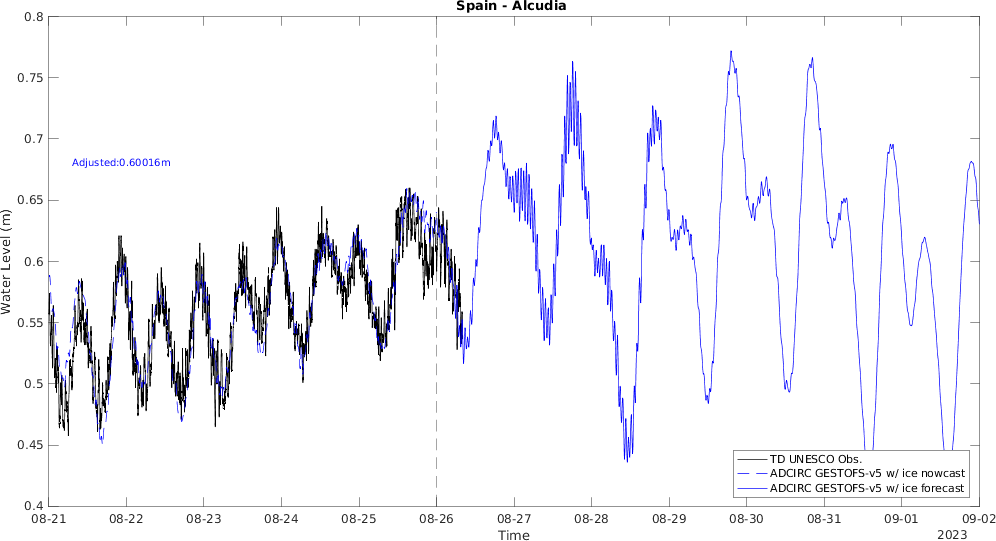 Spain - Alcudia
0.8
0.75
0.7
0.65
0.6
0.55
0.5
0.45
0.4
Water Level (m)
Adjusted:0.60016m
TD UNESCO Obs.
ADCIRC GESTOFS-v5 w/ ice nowcast
ADCIRC GESTOFS-v5 w/ ice forecast
08-21 08-22 08-23 08-24 08-25 08-26 08-27 08-28 08-29 08-30 08-31 09-01 09-02
Time
2023